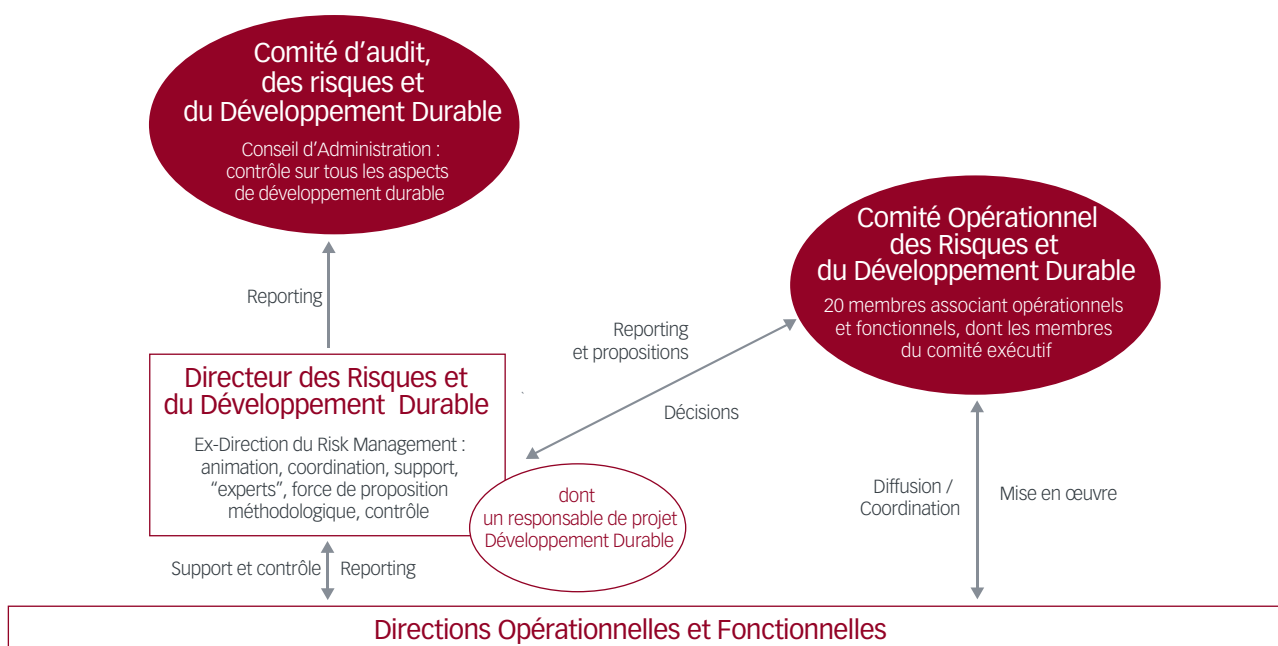 Comité d'audit,
des risques et
du Développement Durable
Conseil d'Administration :
contrôle sur tous les aspects
de développement durable
Comité Opérationnel
des Risques et
du Développement Durable
20 membres associant opérationnels
et fonctionnels, dont les membres
du comité exécutif
Reporting
Reporting
et propositions
Décisions
Directeur des Risques et
du Développement Durable
Ex-Direction du Risk Management :
animation, coordination, support,
“experts”, force de proposition
méthodologique, contrôle
dont
un responsable de projet
Développement Durable
Diffusion /
Coordination
Mise en œuvre
Support et contrôle
Reporting
Directions Opérationnelles et Fonctionnelles